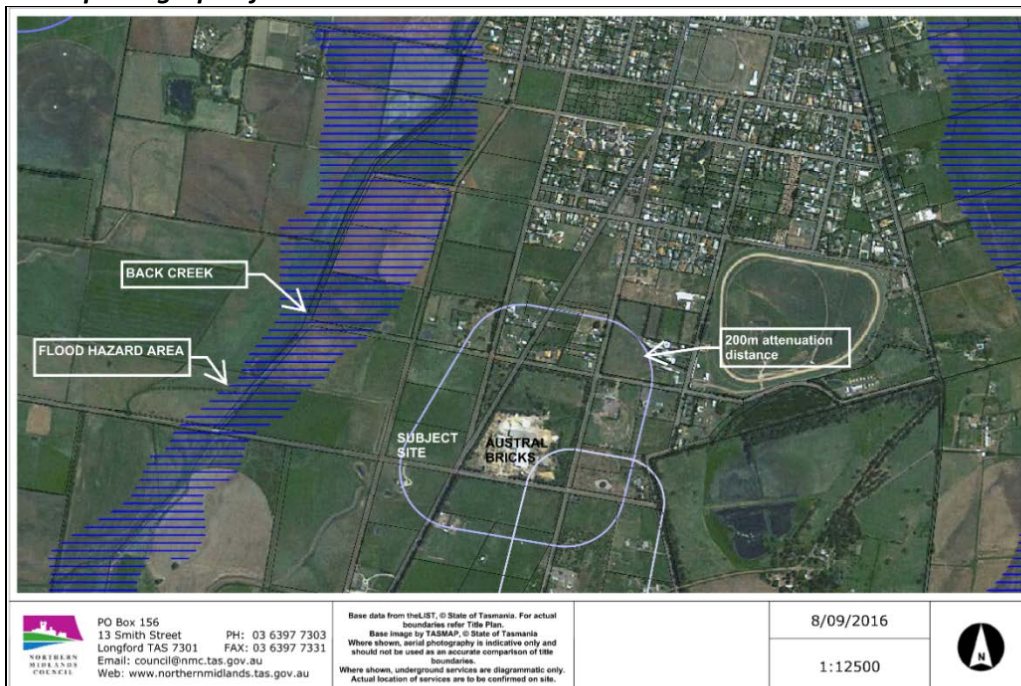 BACK CREEK
FLOOD HAZARD AREA
200m attenuation
distance
SUBJECT
SITE
AUSTRAL
BRICKS
NORTHERN
MIDLANDS
COUNCIL
PO Box 156
13 Smith Street PH: 03 6397 7303
Longford TAS 7301 FAX: 03 6397 7331
Email: council@nmc.tas.gov.au
Web: www.northernmidlands.tas.gov.au
Base data from theLIST, © State of Tasmania. For actual
boundaries refer Title Plan.
Base image by TASMAP, © State of Tasmania
Where shown, aerial photography is indicative only and
should not be used as an accurate comparison of title
boundaries.
Where shown, underground services are diagrammatic only.
Actual location of services are to be confirmed on site.
8/09/2016
1:12500
N